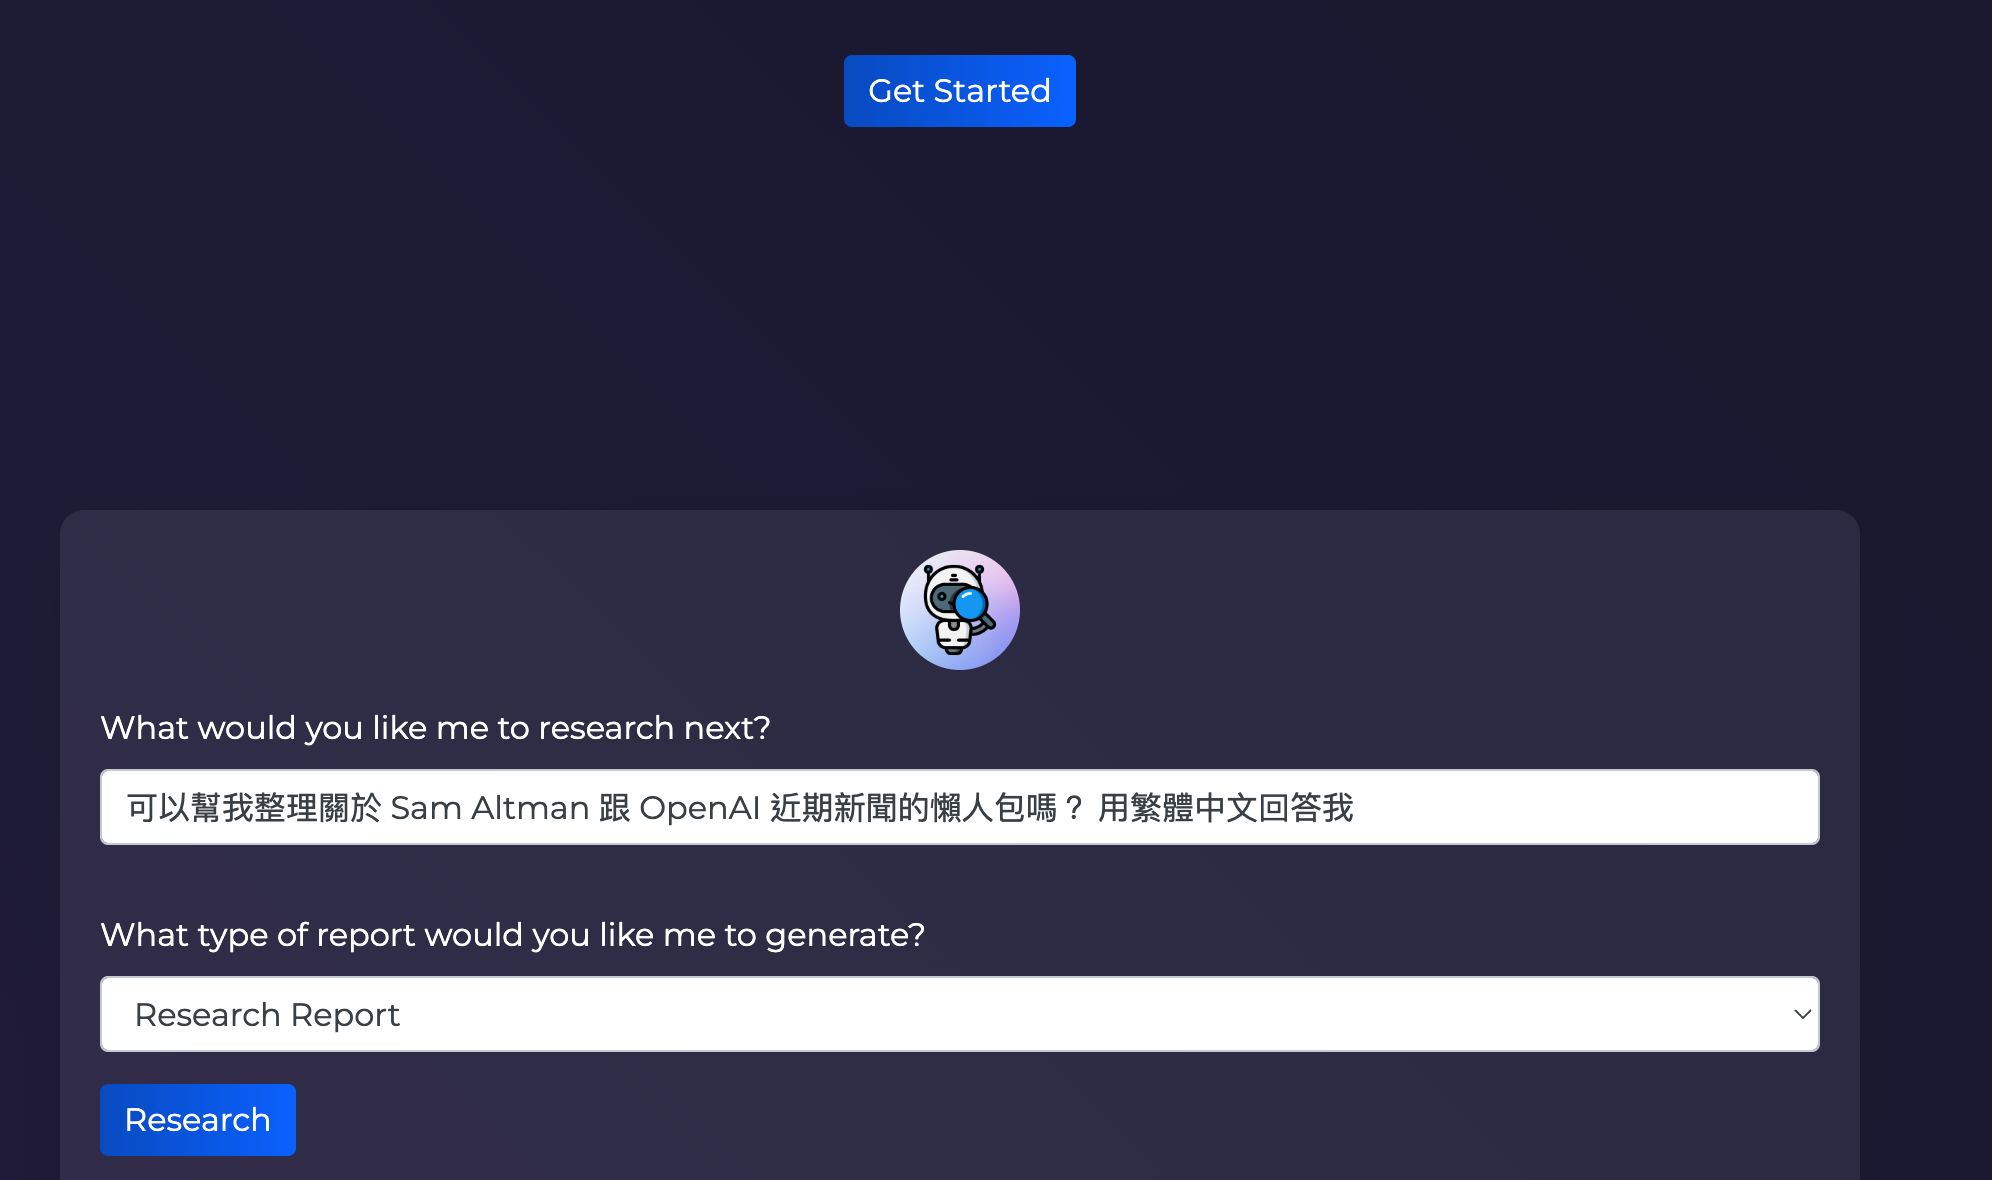 Get Started
What would you like me to research next?
可以幫我整理關於 Sam Altman 跟 OpenAI 近期新聞的懶人包嗎？ 用繁體中文回答我
What type of report would you like me to generate?
Research Report
Research